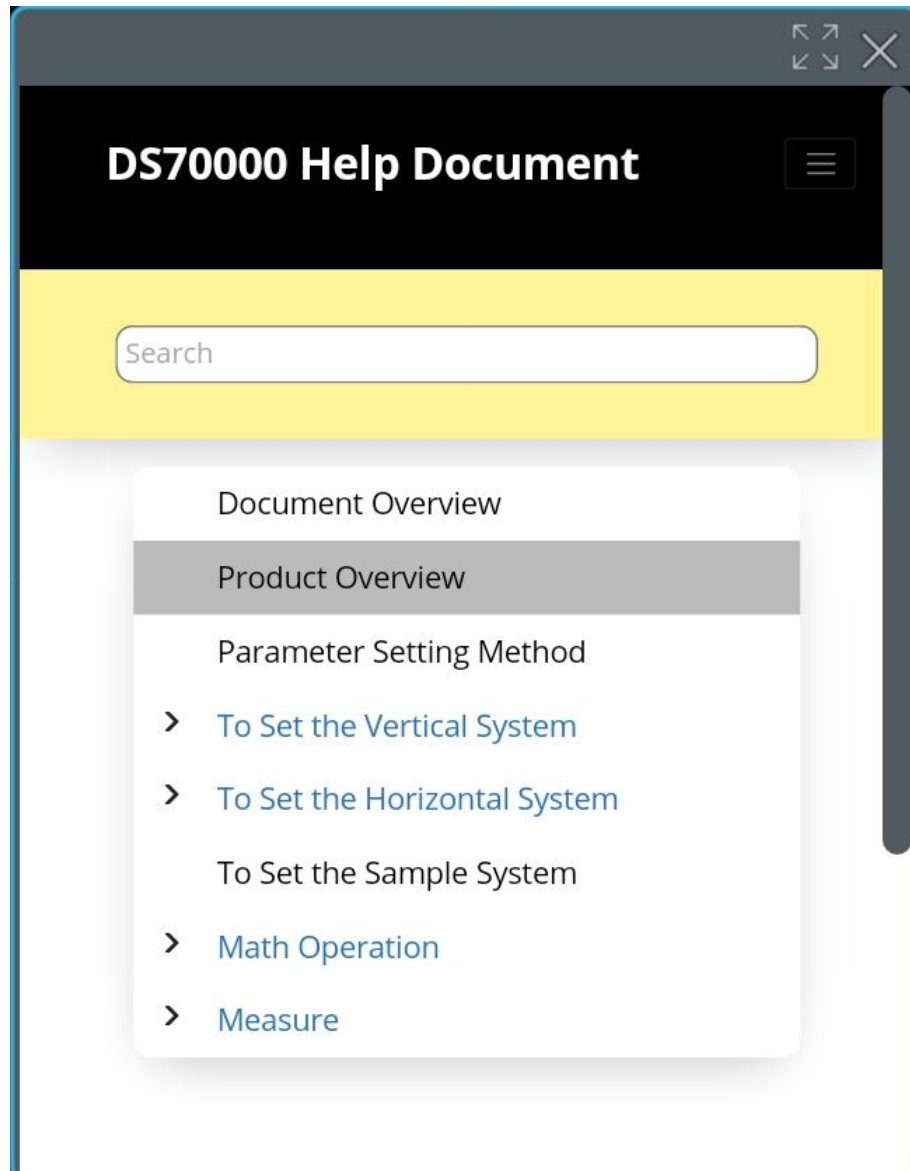 DS70000 Help Document
Search
Document Overview
Product Overview
Parameter Setting Method
To Set the Vertical System
To Set the Horizontal System
To Set the Sample System
Math Operation
Measure